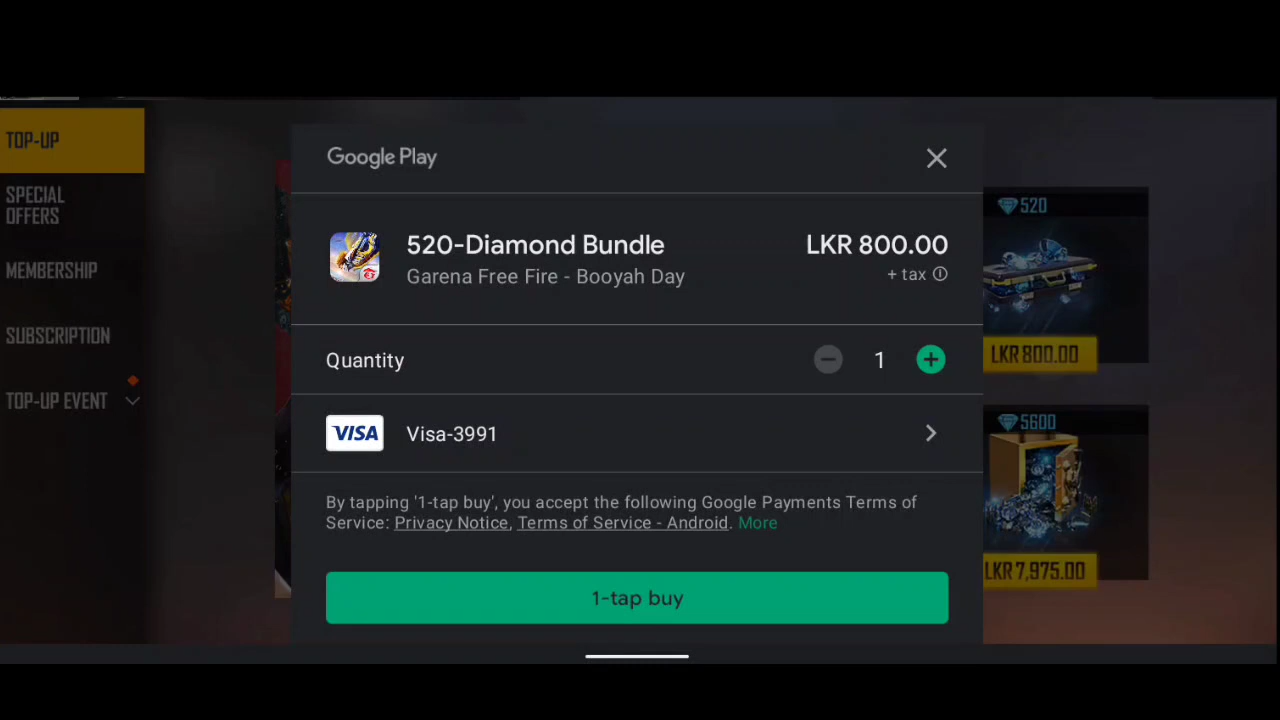 TOP-UP
SPECIAL
OFFERS
MEMBERSHIP
SUBSCRIPTION
TOP-UP EVENT
Google Play
520-Diamond Bundle
LKR 800.00
Garena Free Fire - Booyah Day
+ tax
Quantity
1
VISA
Visa-3991
By tapping '1-tap buy', you accept the following Google Payments Terms of
Service: Privacy Notice, Terms of Service - Android. More
1-tap buy
520
LKR 800.00
5600
LKR 7,975.00